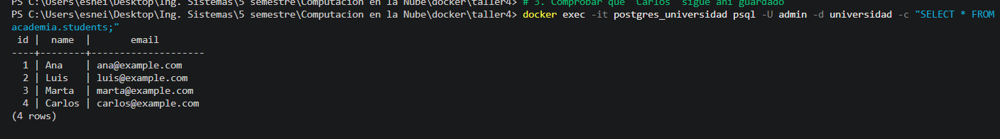 PS C:\Users\esnei\Desktop\Ing. Sistemas\5 semestre\Computacion en la Nube\docker\taller4> # 3. Comprobar que "Carlos" sigue ahí guardado
PS C:\Users\esnei\Desktop\Ing. Sistemas\5 semestre\Computacion en la Nube\docker\taller4> docker exec -it postgres_universidad psql -U admin -d universidad -c "SELECT * FROM
academia.students;"
 id |  name  |       email
----+--------+--------------------
  1 | Ana    | ana@example.com
  2 | Luis   | luis@example.com
  3 | Marta  | marta@example.com
  4 | Carlos | carlos@example.com
(4 rows)